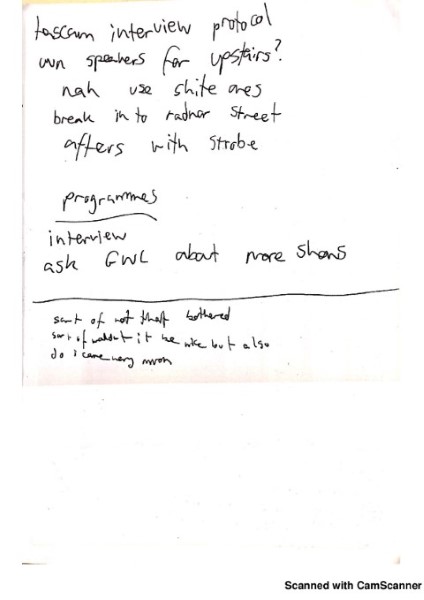 tascam interview protocol
own speakers for upstairs?
nah use shite ones
break in to radnor street
afters with strobe
programmes
interview
ask GWL about more shows
sort of not that bothered
sort of wouldn't it be nice but also
do i care very much
Scanned with CamScanner